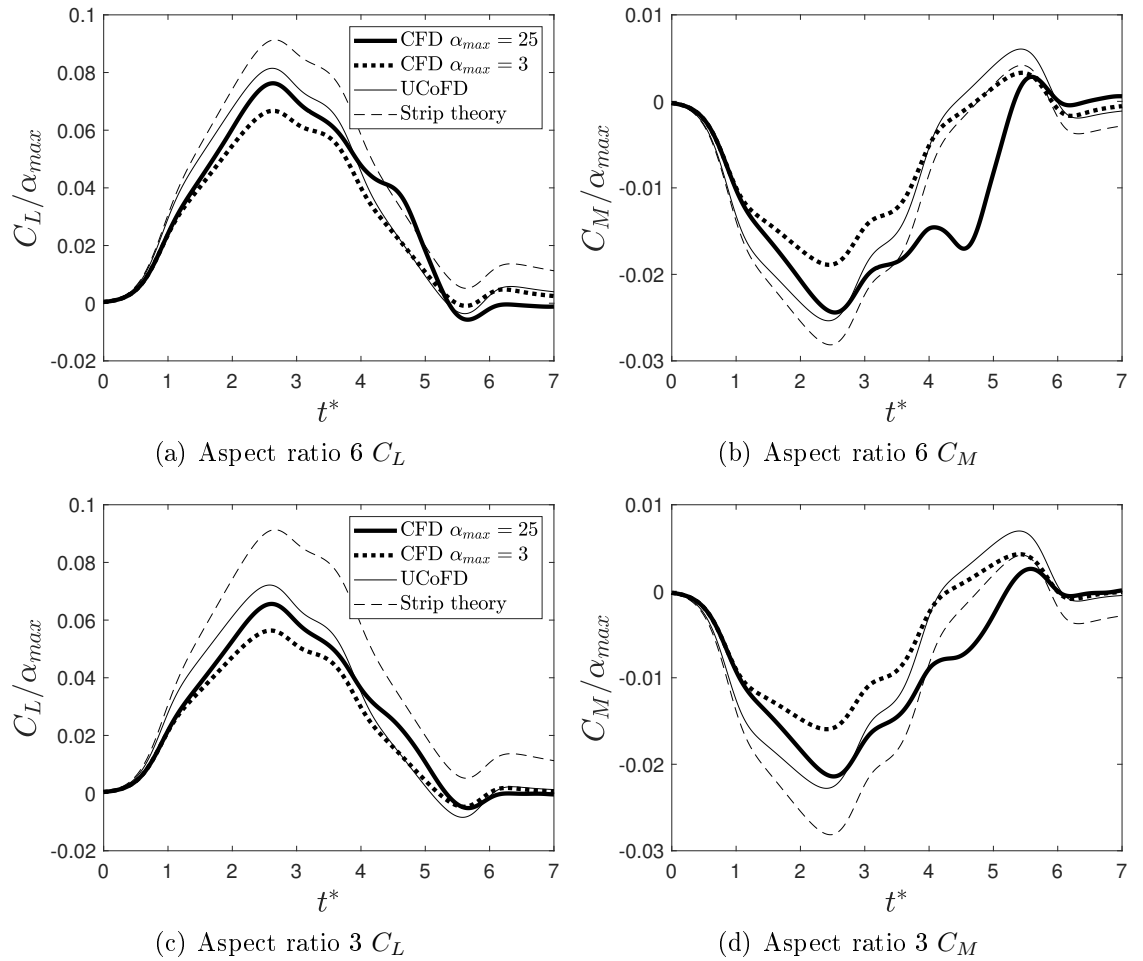 0.1
0.08
0.06
0.04
0.02
0
-0.02
C_L/α_max
0 1 2 3 4 5 6 7
t*
CFD α_max = 25
CFD α_max = 3
UCoFD
Strip theory
(a) Aspect ratio 6 C_L
0.01
0
-0.01
-0.02
-0.03
C_M/α_max
0 1 2 3 4 5 6 7
t*
(b) Aspect ratio 6 C_M
0.1
0.08
0.06
0.04
0.02
0
-0.02
C_L/α_max
0 1 2 3 4 5 6 7
t*
CFD α_max = 25
CFD α_max = 3
UCoFD
Strip theory
(c) Aspect ratio 3 C_L
0.01
0
-0.01
-0.02
-0.03
C_M/α_max
0 1 2 3 4 5 6 7
t*
(d) Aspect ratio 3 C_M